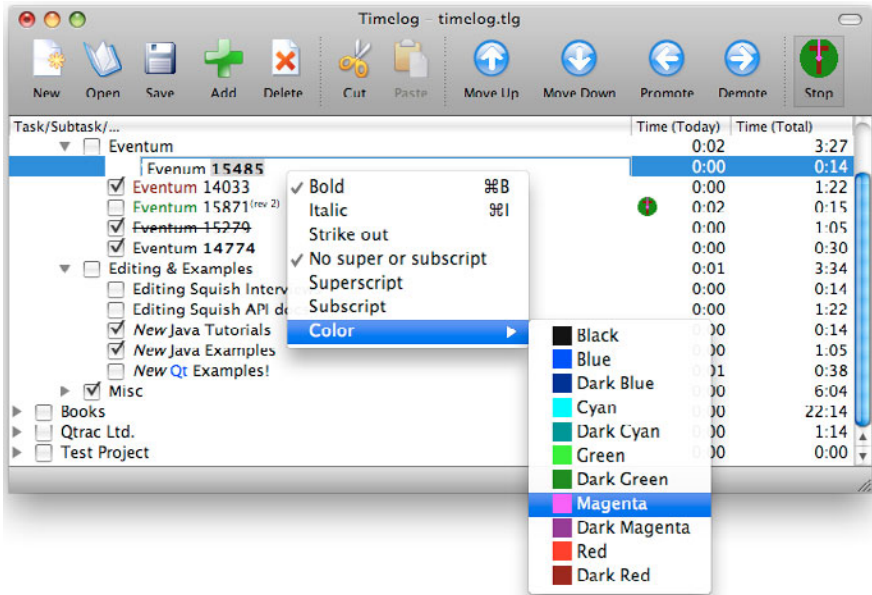 Timelog – timelog.tlg
New Open Save Add Delete Cut Paste Move Up Move Down Promote Demote Stop
Task/Subtask/... Time (Today) Time (Total)
Eventum 0:02 3:27
Evenum 15485 0:00 0:14
Eventum 14033 0:00 1:22
Eventum 15871(rev 2) 0:02 0:15
Eventum 15279 0:00 1:05
Eventum 14774 0:00 0:30
Editing & Examples 0:01 3:34
Editing Squish Interv 0:00 0:14
Editing Squish API do 0:00 1:22
New Java Tutorials 00 0:14
New Java Examples 00 1:05
New Qt Examples! 01 0:38
Misc 00 6:04
Books 00 22:14
Qtrac Ltd. 00 1:14
Test Project 00 0:00
Bold ⌘B
Italic ⌘I
Strike out
No super or subscript
Superscript
Subscript
Color
Black
Blue
Dark Blue
Cyan
Dark Cyan
Green
Dark Green
Magenta
Dark Magenta
Red
Dark Red